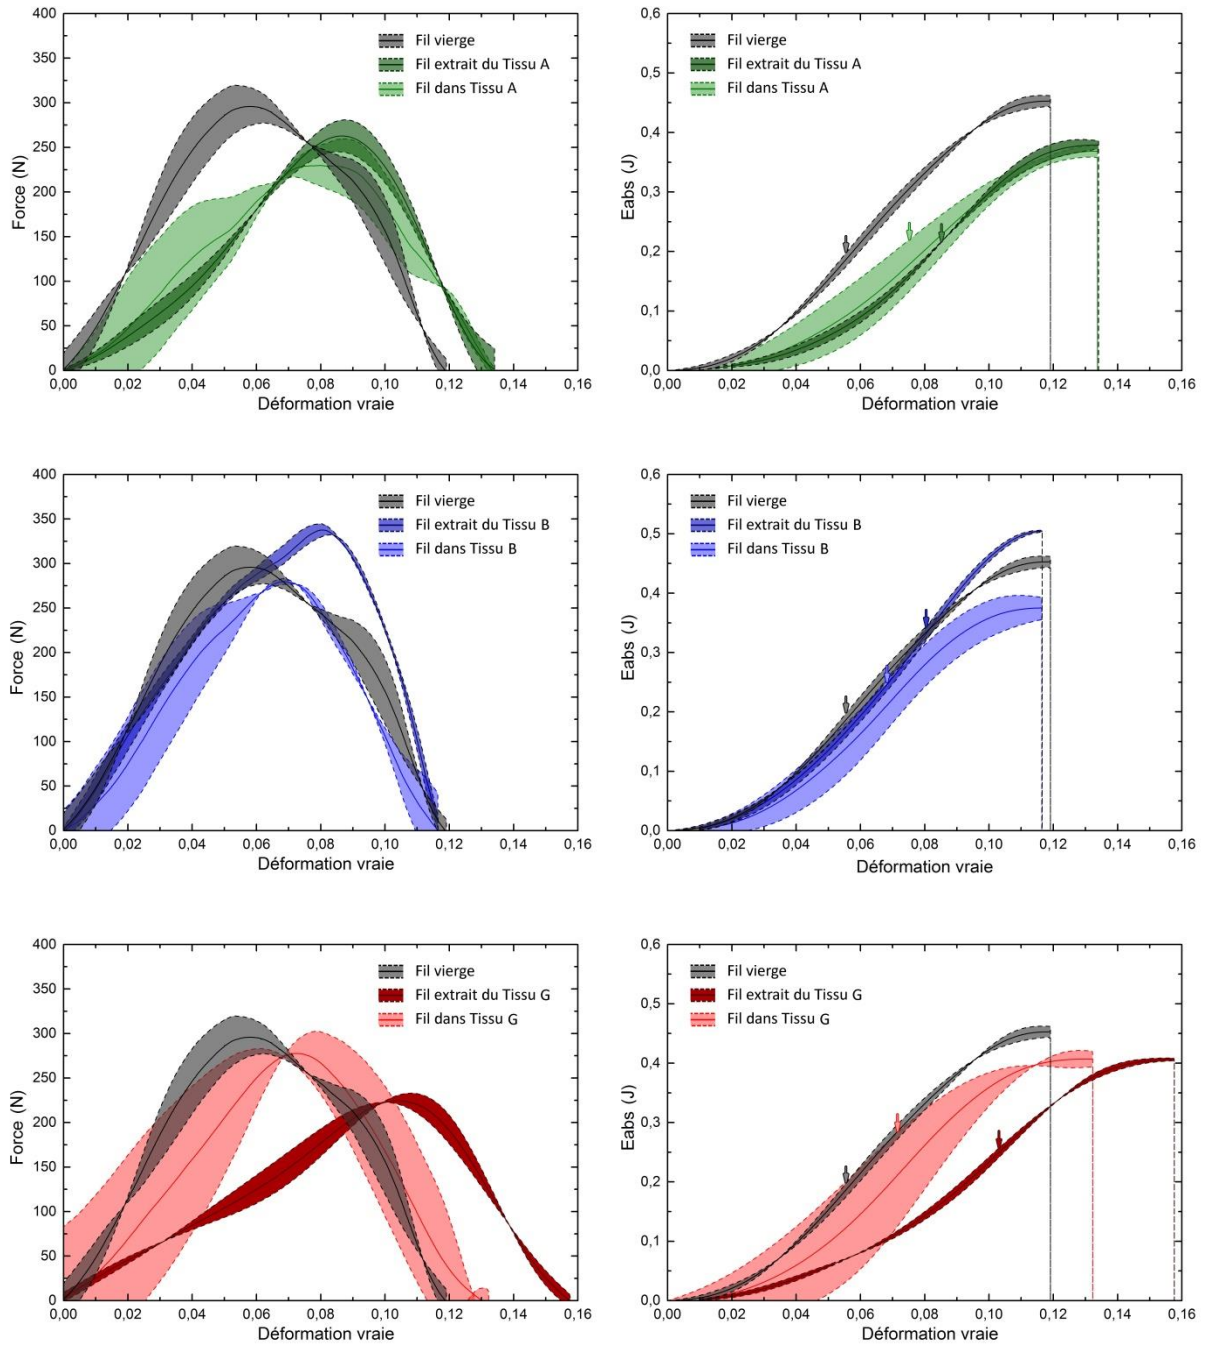 400
350
300
250
200
150
100
50
0
Force (N)
Fil vierge
Fil extrait du Tissu A
Fil dans Tissu A
0,00 0,02 0,04 0,06 0,08 0,10 0,12 0,14 0,16
Déformation vraie
0,6
0,5
0,4
0,3
0,2
0,1
0,0
Eabs (J)
Fil vierge
Fil extrait du Tissu A
Fil dans Tissu A
0,00 0,02 0,04 0,06 0,08 0,10 0,12 0,14 0,16
Déformation vraie
400
350
300
250
200
150
100
50
0
Force (N)
Fil vierge
Fil extrait du Tissu B
Fil dans Tissu B
0,00 0,02 0,04 0,06 0,08 0,10 0,12 0,14 0,16
Déformation vraie
0,6
0,5
0,4
0,3
0,2
0,1
0,0
Eabs (J)
Fil vierge
Fil extrait du Tissu B
Fil dans Tissu B
0,00 0,02 0,04 0,06 0,08 0,10 0,12 0,14 0,16
Déformation vraie
400
350
300
250
200
150
100
50
0
Force (N)
Fil vierge
Fil extrait du Tissu G
Fil dans Tissu G
0,00 0,02 0,04 0,06 0,08 0,10 0,12 0,14 0,16
Déformation vraie
0,6
0,5
0,4
0,3
0,2
0,1
0,0
Eabs (J)
Fil vierge
Fil extrait du Tissu G
Fil dans Tissu G
0,00 0,02 0,04 0,06 0,08 0,10 0,12 0,14 0,16
Déformation vraie